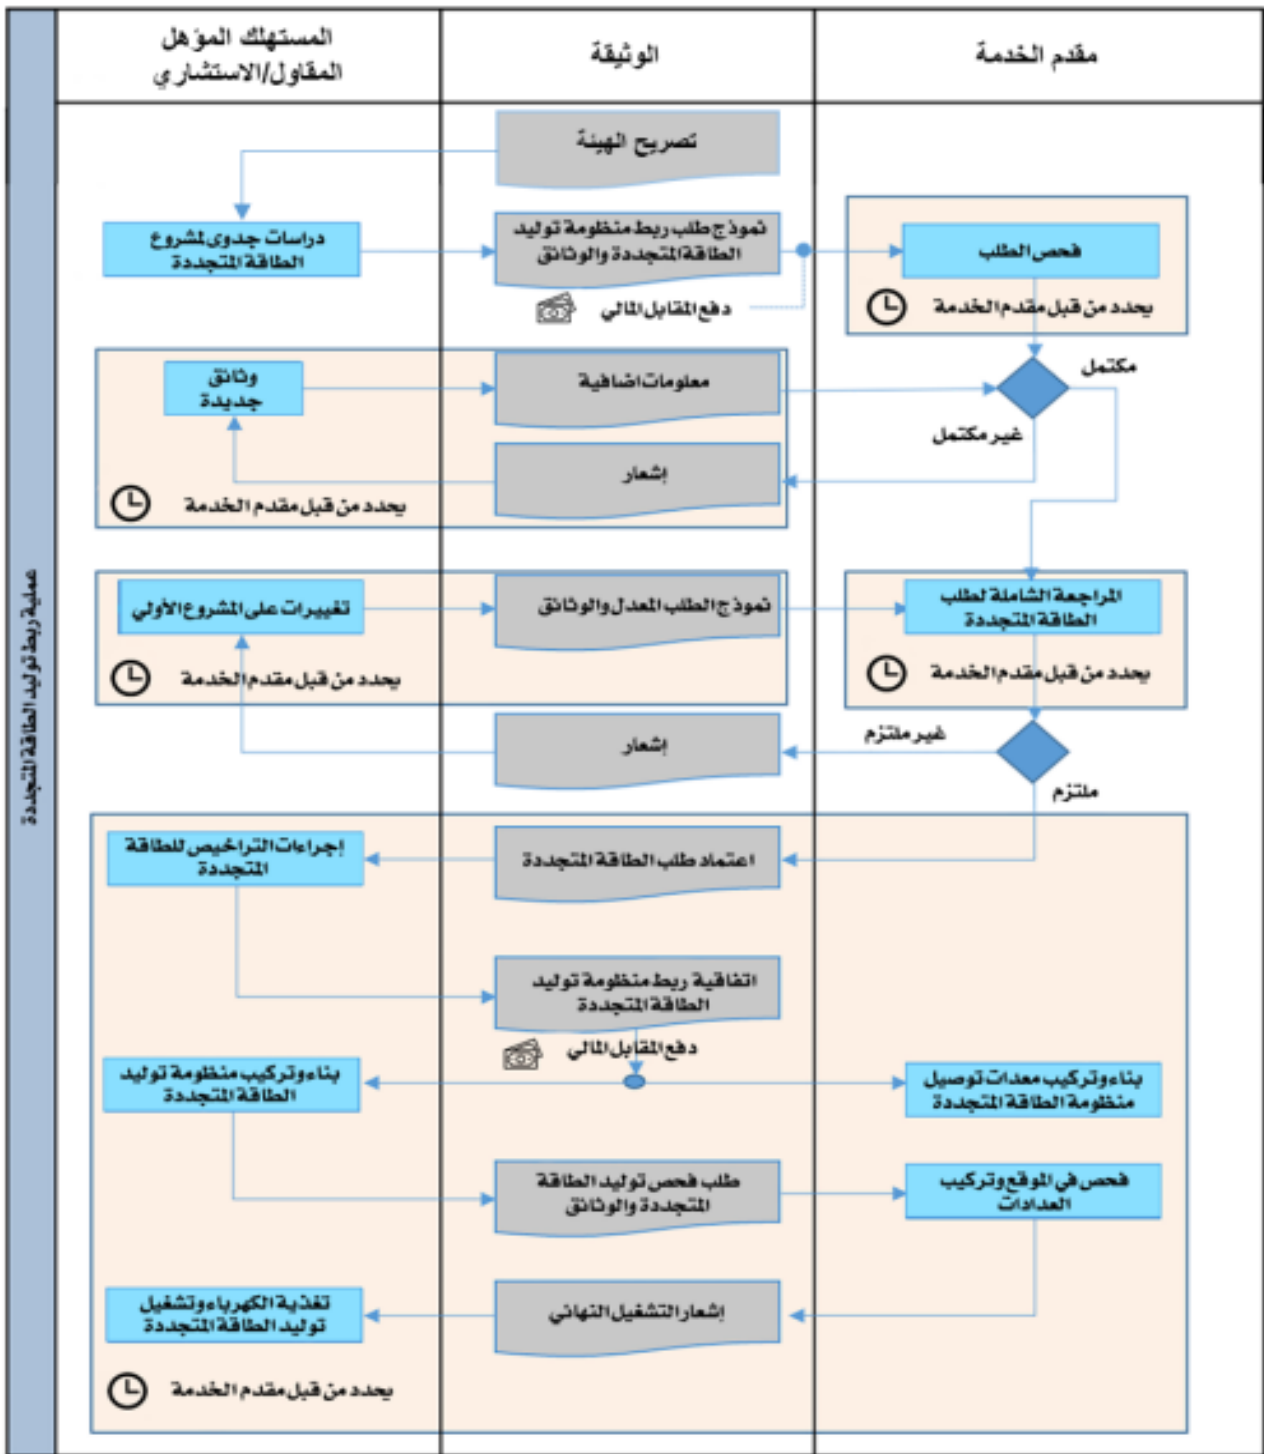 مقدم الخدمة
الوثيقة
المستهلك المؤهل
المقاول/الاستشاري
عملية ربط توليد الطاقة المتجددة
تصريح الهيئة
دراسات جدوى لمشروع
الطاقة المتجددة
نموذج طلب ربط منظومة توليد
الطاقة المتجددة والوثائق
دفع المقابل المالي
فحص الطلب
يحدد من قبل مقدم الخدمة
مكتمل
غير مكتمل
معلومات اضافية
وثائق
جديدة
إشعار
يحدد من قبل مقدم الخدمة
المراجعة الشاملة لطلب
الطاقة المتجددة
يحدد من قبل مقدم الخدمة
نموذج الطلب المعدل والوثائق
تغييرات على المشروع الأولي
يحدد من قبل مقدم الخدمة
غير ملتزم
إشعار
ملتزم
اعتماد طلب الطاقة المتجددة
إجراءات التراخيص للطاقة
المتجددة
اتفاقية ربط منظومة توليد
الطاقة المتجددة
دفع المقابل المالي
بناء وتركيب معدات توصيل
منظومة الطاقة المتجددة
بناء وتركيب منظومة توليد
الطاقة المتجددة
طلب فحص توليد الطاقة
المتجددة والوثائق
فحص في الموقع وتركيب
العدادات
إشعار التشغيل النهائي
تغذية الكهرباء وتشغيل
توليد الطاقة المتجددة
يحدد من قبل مقدم الخدمة